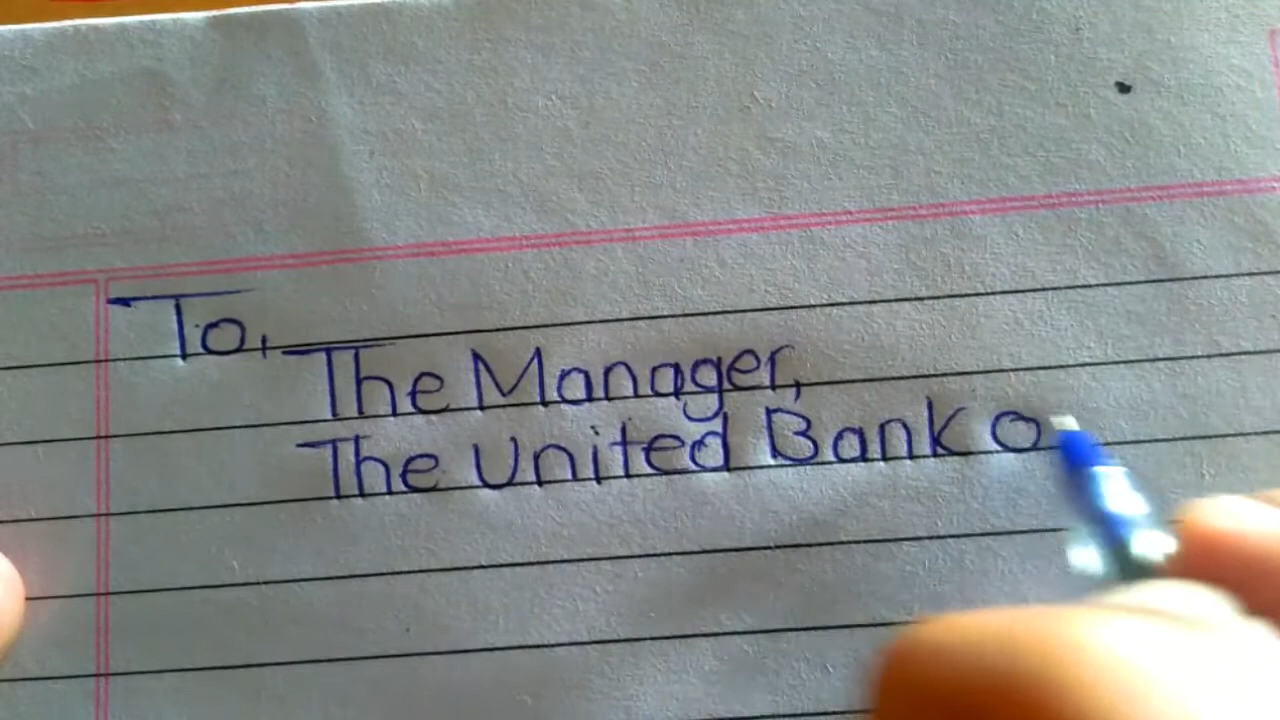 To,
The Manager,
The United Bank o